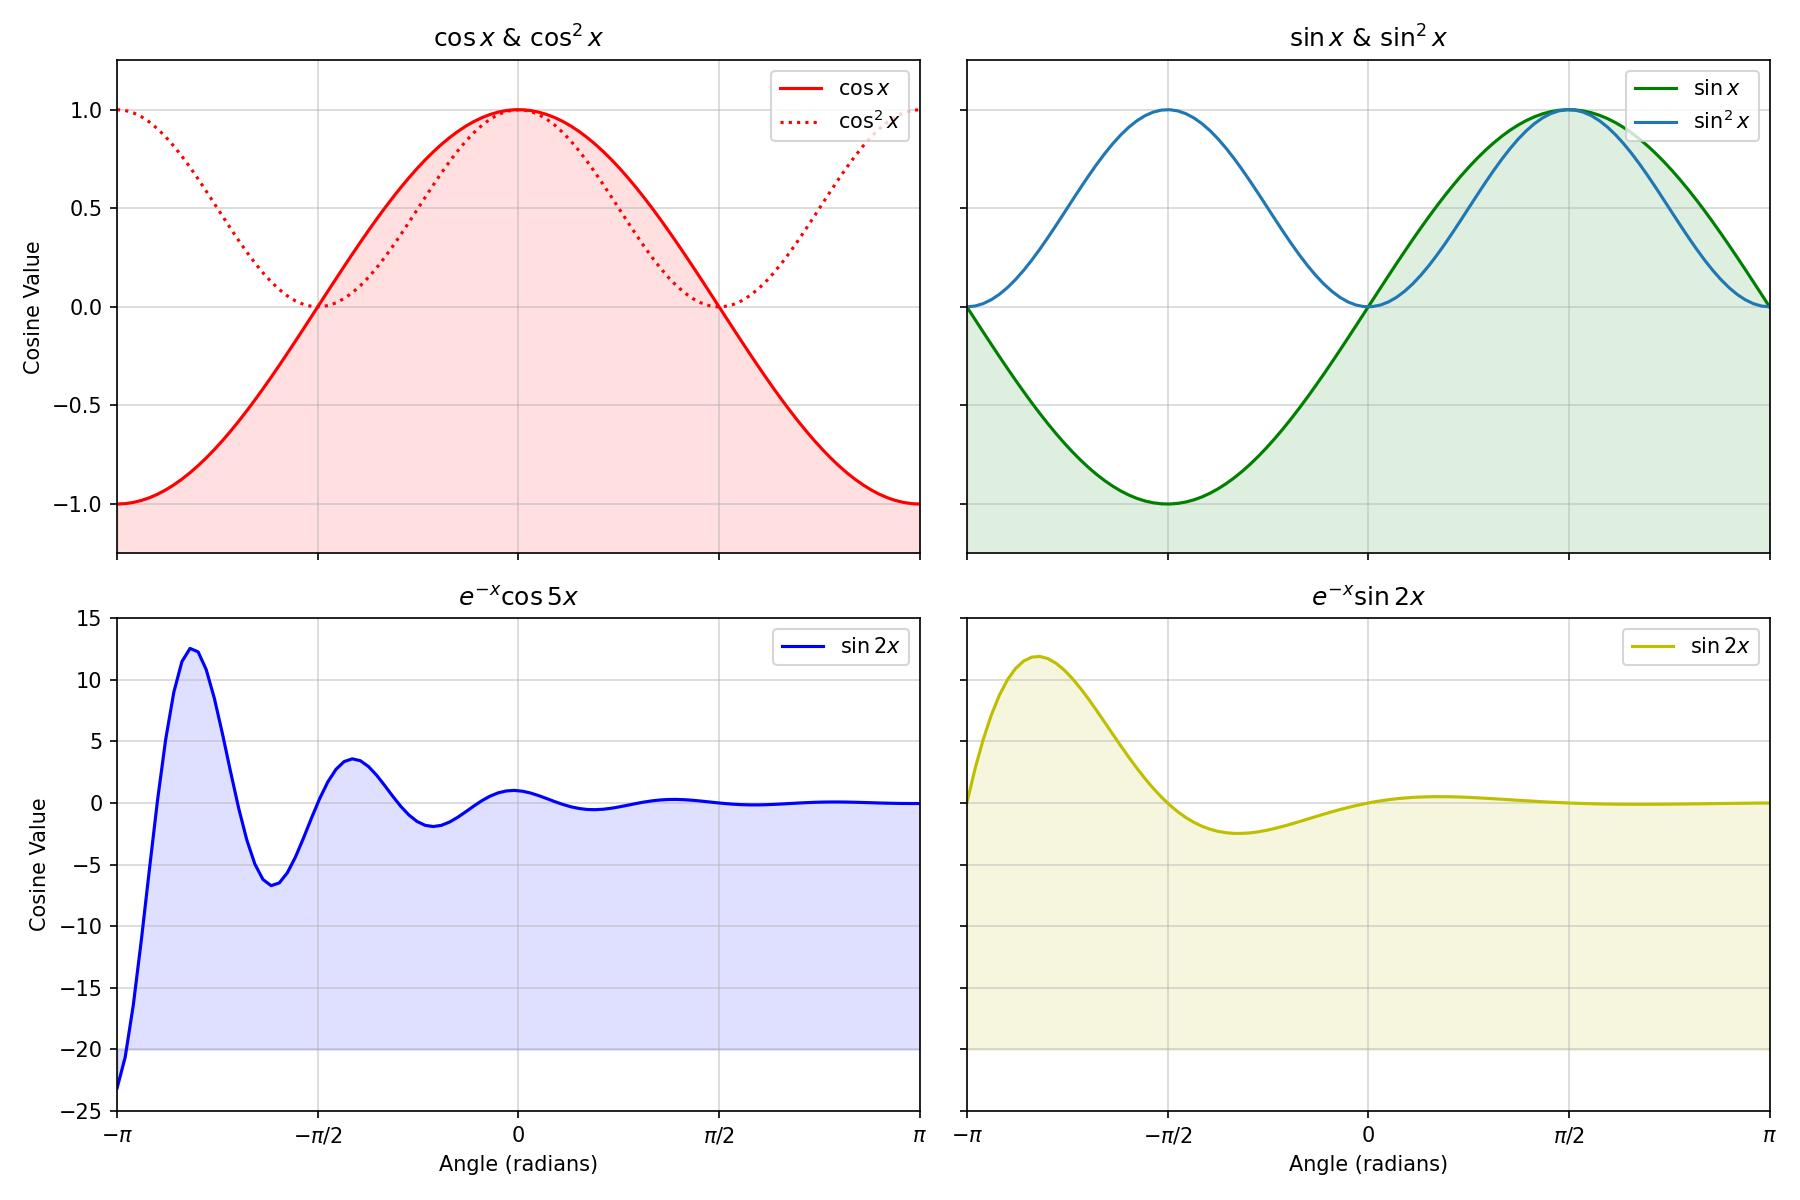 cos x & cos² x
sin x & sin² x
cos x
cos² x
sin x
sin² x
1.0
0.5
0.0
−0.5
−1.0
Cosine Value
e⁻ˣcos 5x
e⁻ˣsin 2x
sin 2x
sin 2x
15
10
5
0
−5
−10
−15
−20
−25
Cosine Value
−π
−π/2
0
π/2
π
−π
−π/2
0
π/2
π
Angle (radians)
Angle (radians)